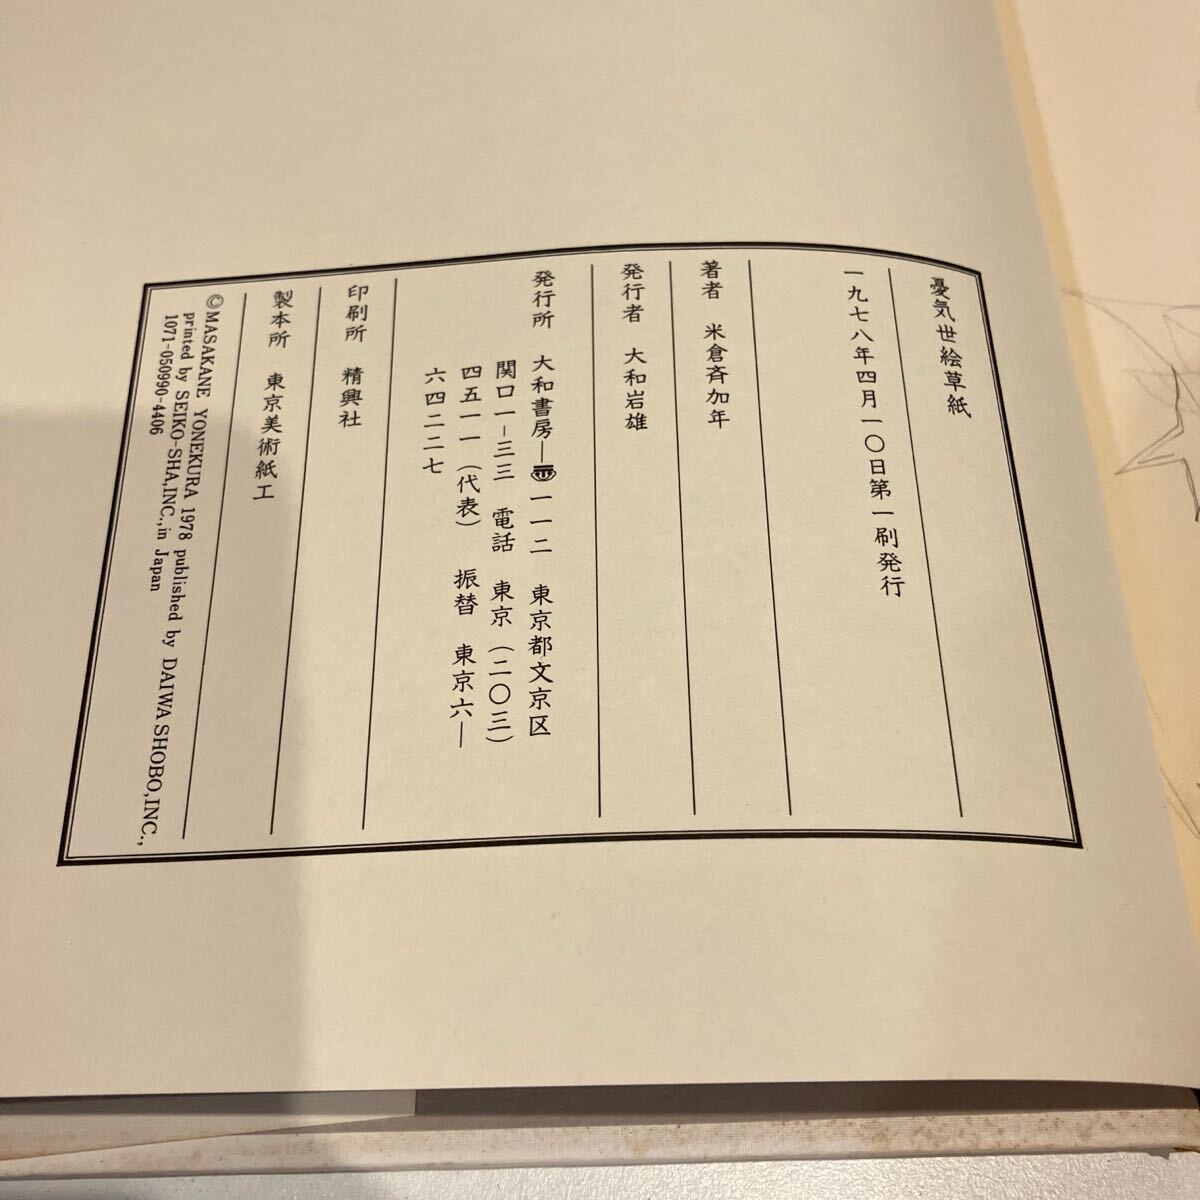 憂気世絵草紙
一九七八年四月一〇日第一刷発行
著者 米倉斉加年
発行者 大和岩雄
発行所 大和書房―一一二 東京都文京区
関口一―三三 電話 東京(二〇三)
四五一一(代表) 振替 東京六―
六四二二七
印刷所 精興社
製本所 東京美術紙工
©MASAKANE YONEKURA 1978 published by DAIWA SHOBO,INC.,
printed by SEIKO-SHA,INC.,in Japan
1071-050990-4406